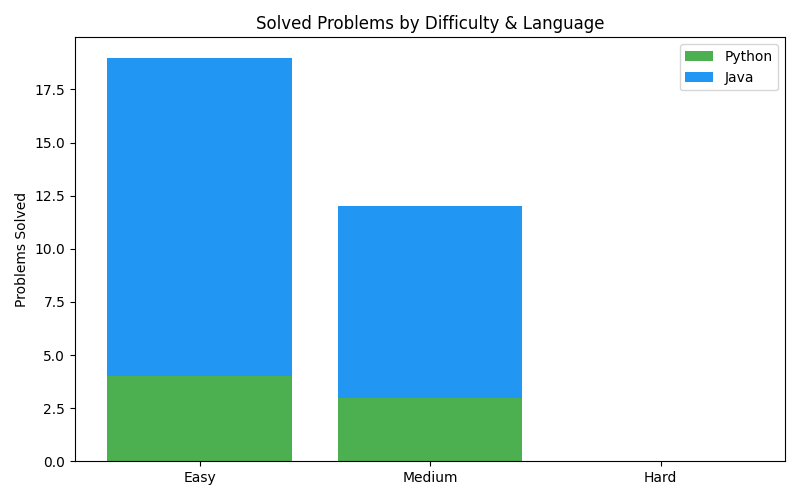 Solved Problems by Difficulty & Language
Python
Java
17.5
15.0
12.5
10.0
7.5
5.0
2.5
0.0
Problems Solved
Easy
Medium
Hard